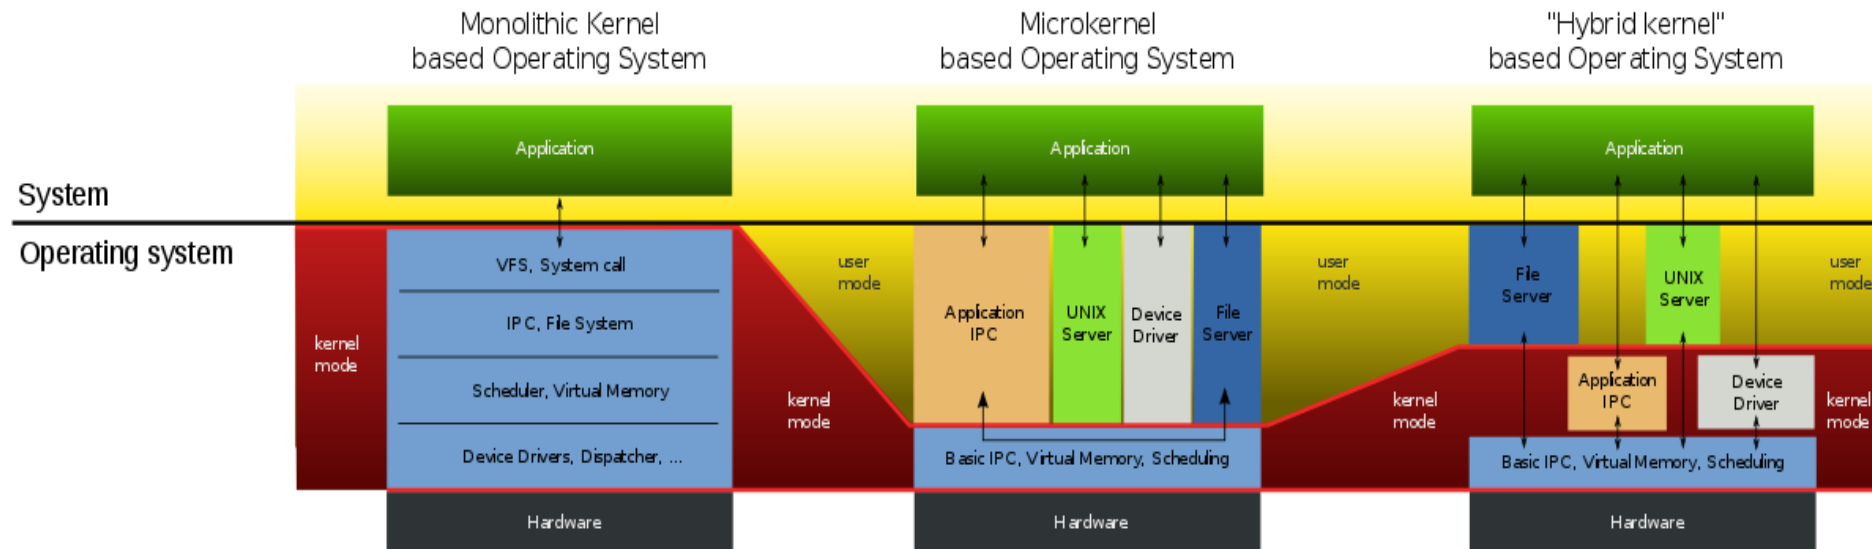 Monolithic Kernel
based Operating System
Microkernel
based Operating System
"Hybrid kernel"
based Operating System
System
Operating system
Application
VFS, System call
IPC, File System
Scheduler, Virtual Memory
Device Drivers, Dispatcher, ...
Hardware
kernel
mode
kernel
mode
user
mode
Application
Application
IPC
UNIX
Server
Device
Driver
File
Server
Basic IPC, Virtual Memory, Scheduling
Hardware
user
mode
kernel
mode
Application
File
Server
UNIX
Server
Application
IPC
Device
Driver
Basic IPC, Virtual Memory, Scheduling
Hardware
user
mode
kernel
mode